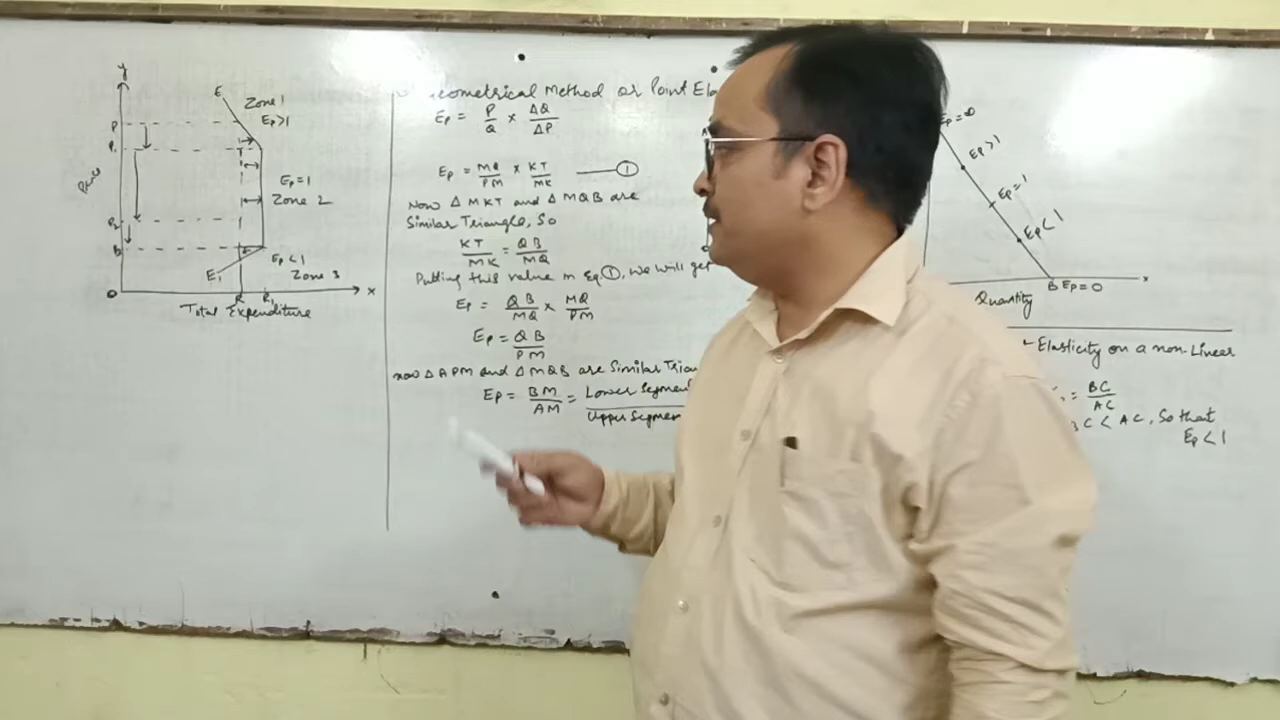 Y
E
Zone 1
Ep>1
P
P1
Price
Ep=1
Zone 2
P2
P3
Ep<1
E1
Zone 3
O
R R1
X
Total Expenditure
Geometrical Method or Point Ela
Ep = P/Q × ΔQ/ΔP
Ep = MQ/PM × KT/MK —— ①
Now Δ MKT and Δ MQB are
Similar Triangle, So
KT/MK = QB/MQ
Putting this value in Eq ①, we will get
Ep = QB/MQ × MQ/PM
Ep = QB/PM
now Δ APM and Δ MQB are Similar Trian
Ep = BM/AM = Lower Segment/Upper Segmen
A
Ep=∞
Ep>1
Ep=1
Ep<1
B Ep=0
X
Quantity
Elasticity on a non-Linear
= BC/AC
BC < AC, So that
Ep<1